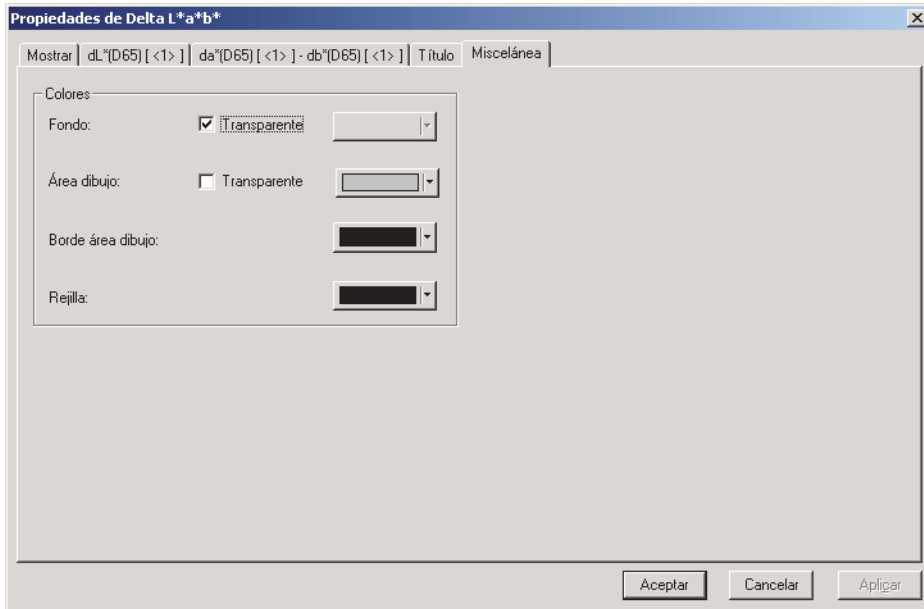 Propiedades de Delta L*a*b*
Mostrar dL*(D65) [ <1> ] da*(D65) [ <1> ] - db*(D65) [ <1> ] Título Miscelánea
Colores
Fondo: Transparente
Área dibujo: Transparente
Borde área dibujo:
Rejilla:
Aceptar Cancelar Aplicar